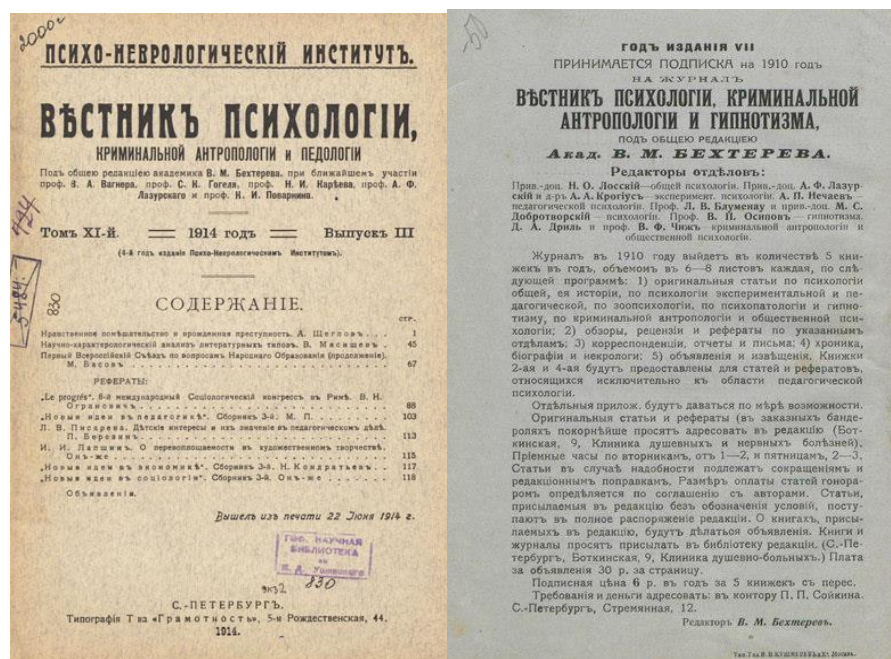 2000г
ПСИХО-НЕВРОЛОГИЧЕСКІЙ ИНСТИТУТЪ.
ВѢСТНИКЪ ПСИХОЛОГІИ,
КРИМИНАЛЬНОЙ АНТРОПОЛОГІИ и ПЕДОЛОГІИ
Подъ общею редакціею академика В. М. Бехтерева, при ближайшемъ участіи
проф. В. А. Вагнера, проф. С. К. Гогеля, проф. Н. И. Карѣева, проф. А. Ф.
Лазурскаго и проф. К. И. Поварнина.
Томъ XI-й. 1914 годъ Выпускъ III
(4-й годъ изданія Психо-Неврологическимъ Институтомъ).
СОДЕРЖАНІЕ.
СТР.
Нравственное помѣшательство и врожденная преступность. А. Щегловъ . . . 1
Научно-характерологическій анализъ литературныхъ типовъ. В. Мясищевъ . 45
Первый Всероссійскій Съѣздъ по вопросамъ Народнаго Образованія (продолженіе).
М. Басовъ . . . 67
РЕФЕРАТЫ:
„Le progrés". 8-й международный Соціологическій конгрессъ въ Римѣ. В. Н.
Ограновичъ . . . 88
„Новыя идеи въ педагогикѣ". Сборникъ 3-й. М. П. . . . 103
Л. В. Писарева. Дѣтскіе интересы и ихъ значеніе въ педагогическомъ дѣлѣ.
П. Березинъ . . . 113
И. И. Лапшинъ. О перевоплощаемости въ художественномъ творчествѣ.
Онъ-же . . . 115
„Новыя идеи въ экономикѣ". Сборникъ 3-й. Н. Кондратьевъ . . 117
„Новыя идеи въ соціологіи". Сборникъ 3-й. Онъ-же . . . 118
Объявленія.
Вышелъ изъ печати 22 Іюня 1914 г.
ГОС. НАУЧНАЯ
БИБЛИОТЕКА
830
экз2
830
С.-ПЕТЕРБУРГЪ.
Типографія Т-ва «Грамотность», 5-я Рождественская, 44.
1914.
50
ГОДЪ ИЗДАНІЯ VII
ПРИНИМАЕТСЯ ПОДПИСКА на 1910 годъ
НА ЖУРНАЛЪ
ВѢСТНИКЪ ПСИХОЛОГІИ, КРИМИНАЛЬНОЙ
АНТРОПОЛОГІИ И ГИПНОТИЗМА,
ПОДЪ ОБЩЕЮ РЕДАКЦІЕЮ
Акад. В. М. БЕХТЕРЕВА.
Редакторы отдѣловъ:
Прив.-доц. Н. О. Лосскій—общей психологіи. Прив.-доц. А. Ф. Лазур-
скій и д-ръ А. А. Крогіусъ—эксперимент. психологіи. А. П. Нечаевъ—
педагогической психологіи. Проф. Л. В. Блуменау и прив.-доц. М. С.
Добротворскій—психологіи. Проф. В. П. Осиповъ—гипнотизма.
Д. А. Дриль и проф. В. Ф. Чижъ—криминальной антропологіи и
общественной психологіи.
Журналъ въ 1910 году выйдетъ въ количествѣ 5 кни-
жекъ въ годъ, объемомъ въ 6—8 листовъ каждая, по слѣ-
дующей программѣ: 1) оригинальныя статьи по психологіи
общей, ея исторіи, по психологіи экспериментальной и пе-
дагогической, по зоопсихологіи, по психопатологіи и гипно-
тизму, по криминальной антропологіи и общественной пси-
хологіи; 2) обзоры, рецензіи и рефераты по указаннымъ
отдѣламъ; 3) корреспонденціи, отчеты и письма; 4) хроника,
біографіи и некрологи; 5) объявленія и извѣщенія. Книжки
2-ая и 4-ая будутъ предоставлены для статей и рефератовъ,
относящихся исключительно къ области педагогической
психологіи.
Отдѣльныя прилож. будутъ даваться по мѣрѣ возможности.
Оригинальныя статьи и рефераты (въ заказныхъ банде-
роляхъ покорнѣйше просятъ адресовать въ редакцію (Бот-
кинская, 9, Клиника душевныхъ и нервныхъ болѣзней),
Пріемные часы по вторникамъ, отъ 1—2, и пятницамъ, 2—3,
Статьи въ случаѣ надобности подлежатъ сокращеніямъ и
редакціоннымъ поправкамъ. Размѣръ оплаты статей гонора-
ромъ опредѣляется по соглашенію съ авторами. Статьи,
присылаемыя въ редакцію безъ обозначенія условій, посту-
паютъ въ полное распоряженіе редакціи. О книгахъ, присы-
лаемыхъ въ редакцію, будутъ дѣлаться объявленія. Книги и
журналы просятъ присылать въ библіотеку редакціи. (С.-Пе-
тербургъ, Боткинская, 9, Клиника душевно-больныхъ.) Плата
за объявленія 30 р. за страницу.
Подписная цѣна 6 р. въ годъ за 5 книжекъ съ перес.
Требованія и деньги адресовать: въ контору П. П. Сойкина.
С.-Петербургъ, Стремянная, 12.
Редакторъ В. М. Бехтеревъ.